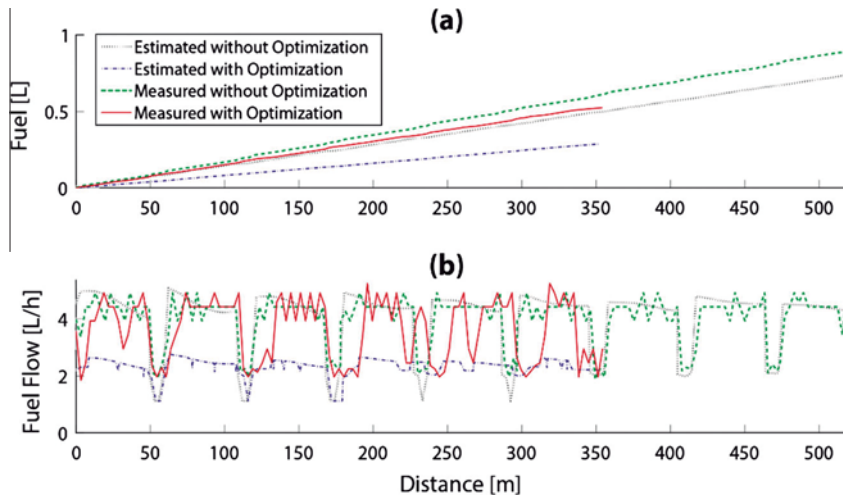 (a)
1
0.5
0
Fuel [L]
Estimated without Optimization
Estimated with Optimization
Measured without Optimization
Measured with Optimization
0 50 100 150 200 250 300 350 400 450 500
(b)
4
2
0
Fuel Flow [L/h]
0 50 100 150 200 250 300 350 400 450 500
Distance [m]